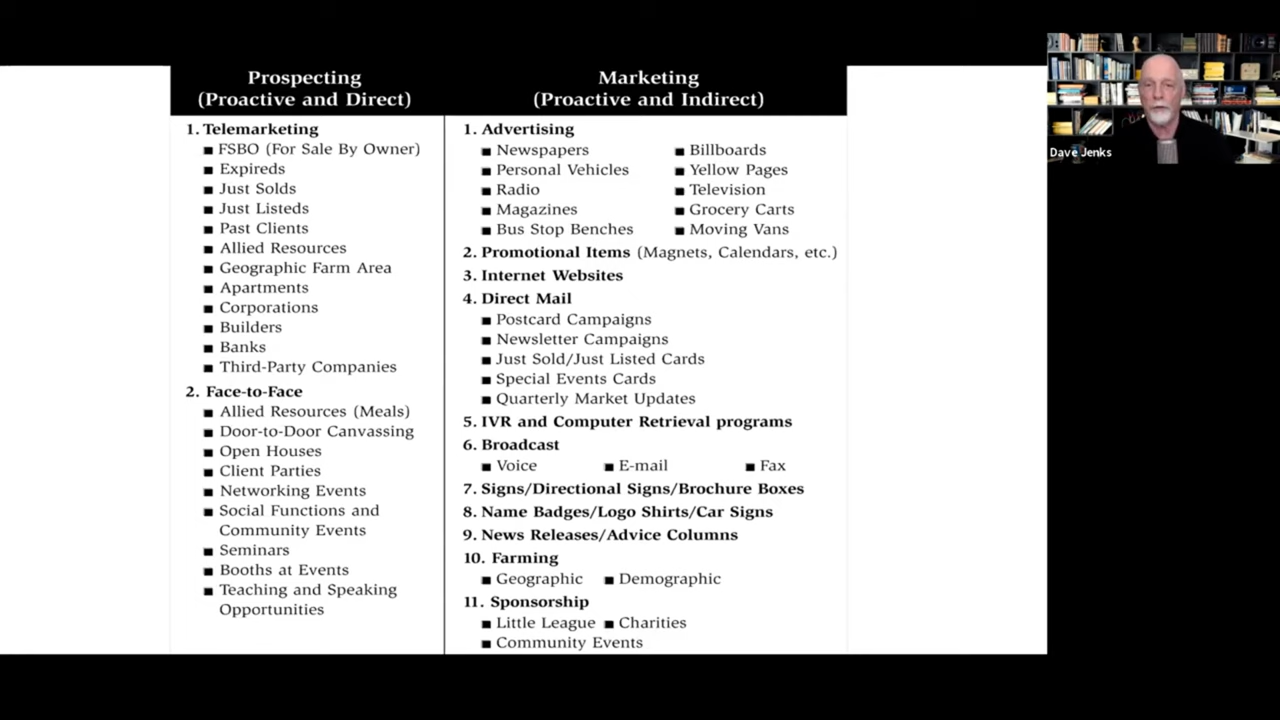 Prospecting
(Proactive and Direct)
1. Telemarketing
■ FSBO (For Sale By Owner)
■ Expireds
■ Just Solds
■ Just Listeds
■ Past Clients
■ Allied Resources
■ Geographic Farm Area
■ Apartments
■ Corporations
■ Builders
■ Banks
■ Third-Party Companies
2. Face-to-Face
■ Allied Resources (Meals)
■ Door-to-Door Canvassing
■ Open Houses
■ Client Parties
■ Networking Events
■ Social Functions and
Community Events
■ Seminars
■ Booths at Events
■ Teaching and Speaking
Opportunities
Marketing
(Proactive and Indirect)
1. Advertising
■ Newspapers ■ Billboards
■ Personal Vehicles ■ Yellow Pages
■ Radio ■ Television
■ Magazines ■ Grocery Carts
■ Bus Stop Benches ■ Moving Vans
2. Promotional Items (Magnets, Calendars, etc.)
3. Internet Websites
4. Direct Mail
■ Postcard Campaigns
■ Newsletter Campaigns
■ Just Sold/Just Listed Cards
■ Special Events Cards
■ Quarterly Market Updates
5. IVR and Computer Retrieval programs
6. Broadcast
■ Voice ■ E-mail ■ Fax
7. Signs/Directional Signs/Brochure Boxes
8. Name Badges/Logo Shirts/Car Signs
9. News Releases/Advice Columns
10. Farming
■ Geographic ■ Demographic
11. Sponsorship
■ Little League ■ Charities
■ Community Events
Dave Jenks